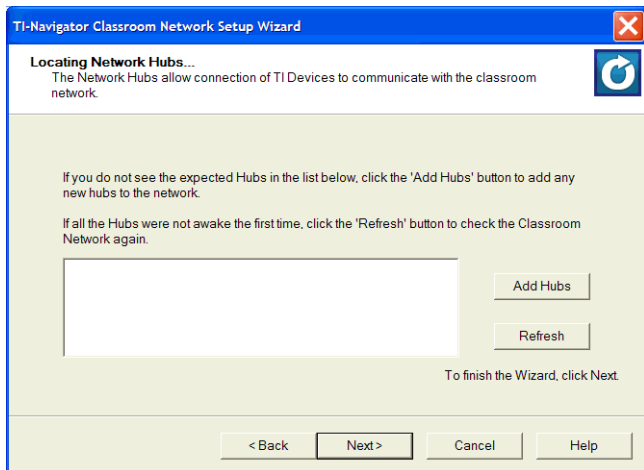 TI-Navigator Classroom Network Setup Wizard
Locating Network Hubs...
The Network Hubs allow connection of TI Devices to communicate with the classroom
network.
If you do not see the expected Hubs in the list below, click the 'Add Hubs' button to add any
new hubs to the network.
If all the Hubs were not awake the first time, click the 'Refresh' button to check the Classroom
Network again.
Add Hubs
Refresh
To finish the Wizard, click Next.
< Back Next > Cancel Help